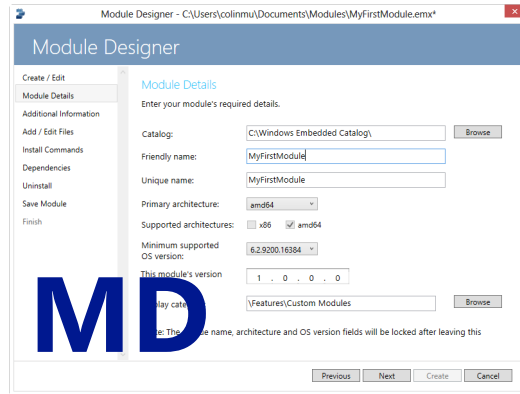 Module Designer - C:\Users\colinmu\Documents\Modules\MyFirstModule.emx*
Module Designer
Create / Edit
Module Details
Additional Information
Add / Edit Files
Install Commands
Dependencies
Uninstall
Save Module
Finish
Module Details
Enter your module's required details.
Catalog: C:\Windows Embedded Catalog\ Browse
Friendly name: MyFirstModule
Unique name: MyFirstModule
Primary architecture: amd64
Supported architectures: x86 amd64
Minimum supported
OS version: 6.2.9200.16384
This module's version 1 . 0 . 0 . 0
\Features\Custom Modules Browse
name, architecture and OS version fields will be locked after leaving this
MD
Previous Next Create Cancel